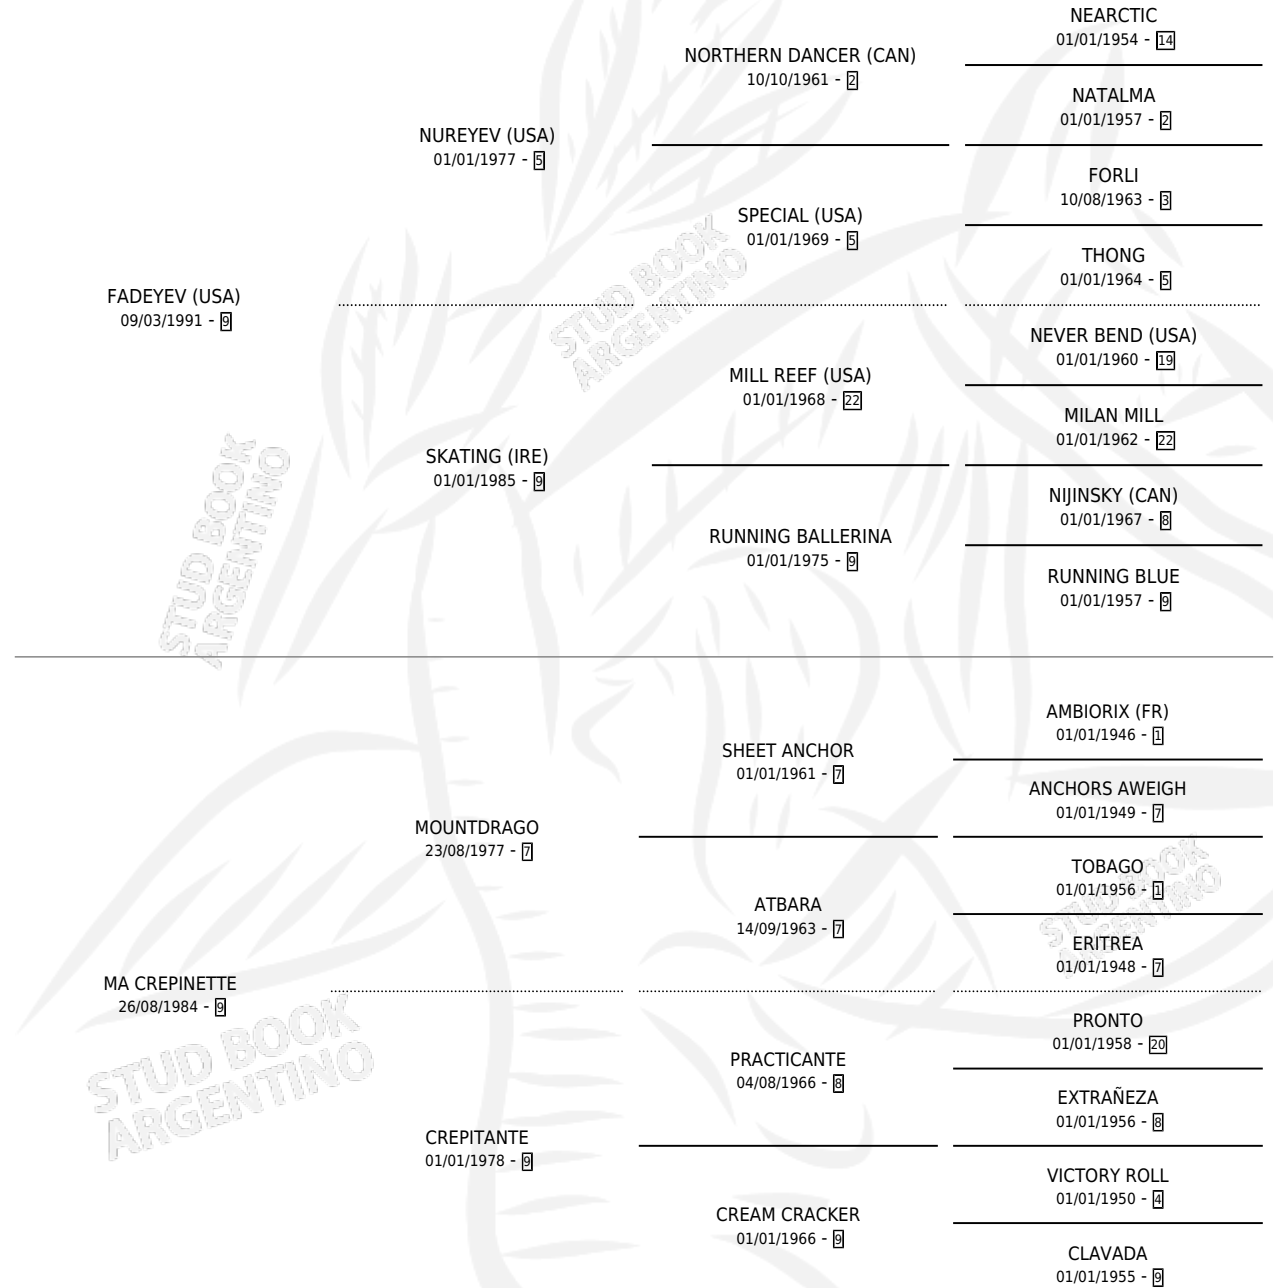 NEARCTIC
01/01/1954 - 14
NORTHERN DANCER (CAN)
10/10/1961 - 2
NATALMA
01/01/1957 - 2
NUREYEV (USA)
01/01/1977 - 5
FORLI
10/08/1963 - 3
SPECIAL (USA)
01/01/1969 - 5
THONG
01/01/1964 - 5
FADEYEV (USA)
09/03/1991 - 9
NEVER BEND (USA)
01/01/1960 - 19
MILL REEF (USA)
01/01/1968 - 22
MILAN MILL
01/01/1962 - 22
SKATING (IRE)
01/01/1985 - 9
NIJINSKY (CAN)
01/01/1967 - 8
RUNNING BALLERINA
01/01/1975 - 9
RUNNING BLUE
01/01/1957 - 9
AMBIORIX (FR)
01/01/1946 - 1
SHEET ANCHOR
01/01/1961 - 7
ANCHORS AWEIGH
01/01/1949 - 7
MOUNTDRAGO
23/08/1977 - 7
TOBAGO
01/01/1956 - 1
ATBARA
14/09/1963 - 7
ERITREA
01/01/1948 - 7
MA CREPINETTE
26/08/1984 - 9
PRONTO
01/01/1958 - 20
PRACTICANTE
04/08/1966 - 8
EXTRAÑEZA
01/01/1956 - 8
CREPITANTE
01/01/1978 - 9
VICTORY ROLL
01/01/1950 - 4
CREAM CRACKER
01/01/1966 - 9
CLAVADA
01/01/1955 - 9
STUD BOOK
ARGENTINO
STUD BOOK
ARGENTINO
STUD BOOK
ARGENTINO
STUD BOOK
ARGENTINO